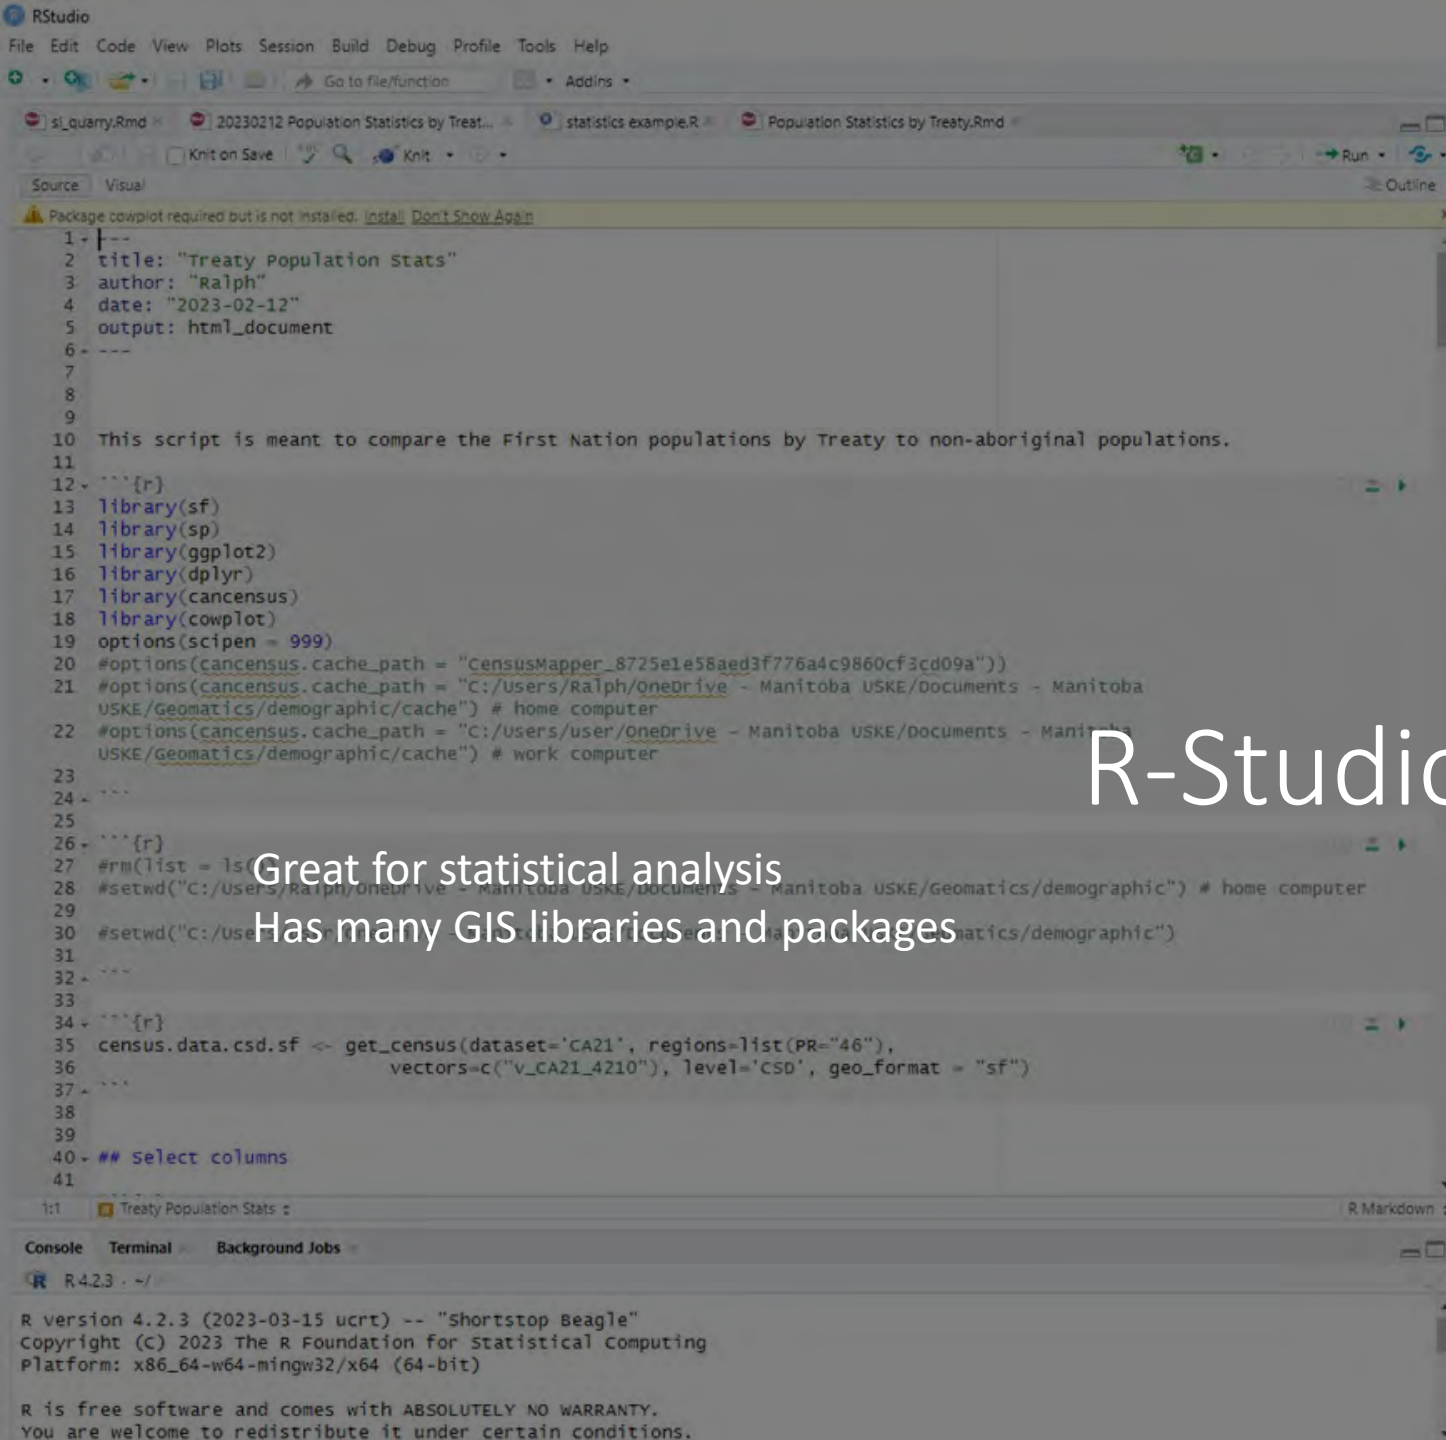 RStudio
File Edit Code View Plots Session Build Debug Profile Tools Help
Go to file/function Addins
sl_quarry.Rmd 20230212 Population Statistics by Treat... statistics example.R Population Statistics by Treaty.Rmd
Knit on Save Knit Run
Source Visual Outline
Package cowplot required but is not installed. Install Don't Show Again
1 ---
2 title: "Treaty Population Stats"
3 author: "Ralph"
4 date: "2023-02-12"
5 output: html_document
6 ---
7
8
9
10 This script is meant to compare the First Nation populations by Treaty to non-aboriginal populations.
11
12 ```{r}
13 library(sf)
14 library(sp)
15 library(ggplot2)
16 library(dplyr)
17 library(cancensus)
18 library(cowplot)
19 options(scipen = 999)
20 #options(cancensus.cache_path = "CensusMapper_8725e1e58aed3f776a4c9860cf3cd09a"))
21 #options(cancensus.cache_path = "C:/Users/Ralph/OneDrive - Manitoba USKE/Documents - Manitoba
USKE/Geomatics/demographic/cache") # home computer
22 #options(cancensus.cache_path = "C:/Users/user/OneDrive - Manitoba USKE/Documents - Manitoba
USKE/Geomatics/demographic/cache") # work computer
R-Studio
23
24 ```
25
26 ```{r}
27 #rm(list = ls())
Great for statistical analysis
28 #setwd("C:/Users/Ralph/OneDrive - Manitoba USKE/Documents - Manitoba USKE/Geomatics/demographic") # home computer
29
Has many GIS libraries and packages
30 #setwd("C:/Use matics/demographic")
31
32 ```
33
34 ```{r}
35 census.data.csd.sf <- get_census(dataset='CA21', regions=list(PR="46"),
36 vectors=c("v_CA21_4210"), level='CSD', geo_format = "sf")
37 ```
38
39
40 ## Select columns
41
1:1 Treaty Population Stats R Markdown
Console Terminal Background Jobs
R 4.2.3 · ~/
R version 4.2.3 (2023-03-15 ucrt) -- "Shortstop Beagle"
Copyright (C) 2023 The R Foundation for Statistical Computing
Platform: x86_64-w64-mingw32/x64 (64-bit)
R is free software and comes with ABSOLUTELY NO WARRANTY.
You are welcome to redistribute it under certain conditions.